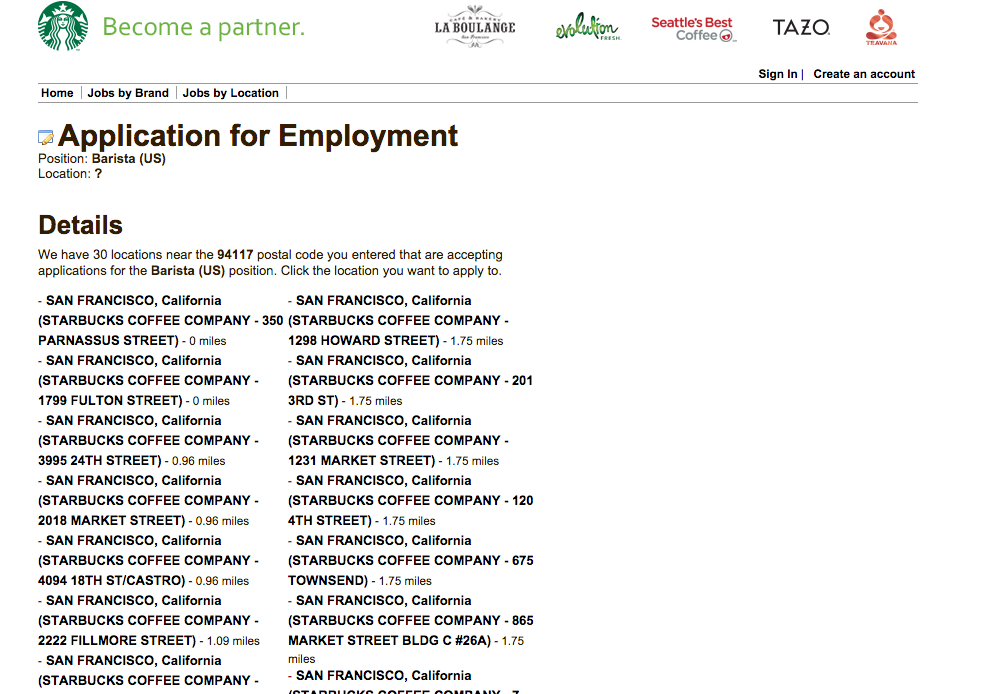 Become a partner.
CAFÉ & BAKERY
LA BOULANGE
San Francisco
evolution
FRESH
Seattle's Best
Coffee
TAZO
TEAVANA
Sign In | Create an account
Home | Jobs by Brand | Jobs by Location |
Application for Employment
Position: Barista (US)
Location: ?
Details
We have 30 locations near the 94117 postal code you entered that are accepting
applications for the Barista (US) position. Click the location you want to apply to.
- SAN FRANCISCO, California
(STARBUCKS COFFEE COMPANY - 350
PARNASSUS STREET) - 0 miles
- SAN FRANCISCO, California
(STARBUCKS COFFEE COMPANY -
1799 FULTON STREET) - 0 miles
- SAN FRANCISCO, California
(STARBUCKS COFFEE COMPANY -
3995 24TH STREET) - 0.96 miles
- SAN FRANCISCO, California
(STARBUCKS COFFEE COMPANY -
2018 MARKET STREET) - 0.96 miles
- SAN FRANCISCO, California
(STARBUCKS COFFEE COMPANY -
4094 18TH ST/CASTRO) - 0.96 miles
- SAN FRANCISCO, California
(STARBUCKS COFFEE COMPANY -
2222 FILLMORE STREET) - 1.09 miles
- SAN FRANCISCO, California
(STARBUCKS COFFEE COMPANY -
- SAN FRANCISCO, California
(STARBUCKS COFFEE COMPANY -
1298 HOWARD STREET) - 1.75 miles
- SAN FRANCISCO, California
(STARBUCKS COFFEE COMPANY - 201
3RD ST) - 1.75 miles
- SAN FRANCISCO, California
(STARBUCKS COFFEE COMPANY -
1231 MARKET STREET) - 1.75 miles
- SAN FRANCISCO, California
(STARBUCKS COFFEE COMPANY - 120
4TH STREET) - 1.75 miles
- SAN FRANCISCO, California
(STARBUCKS COFFEE COMPANY - 675
TOWNSEND) - 1.75 miles
- SAN FRANCISCO, California
(STARBUCKS COFFEE COMPANY - 865
MARKET STREET BLDG C #26A) - 1.75
miles
- SAN FRANCISCO, California
(STARBUCKS COFFEE COMPANY - 7